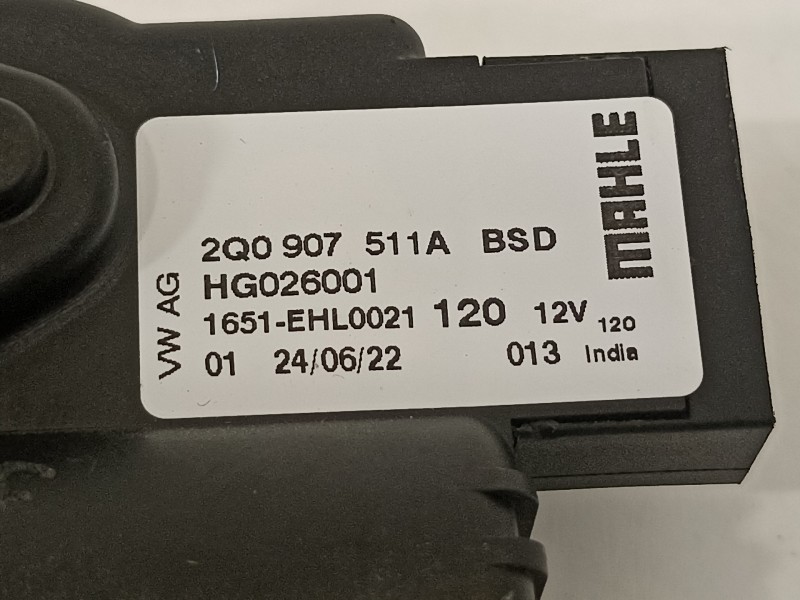 2Q0 907 511A BSD
HG026001
1651-EHL0021 120 12V 120
01 24/06/22 013 India
VW AG
MAHLE